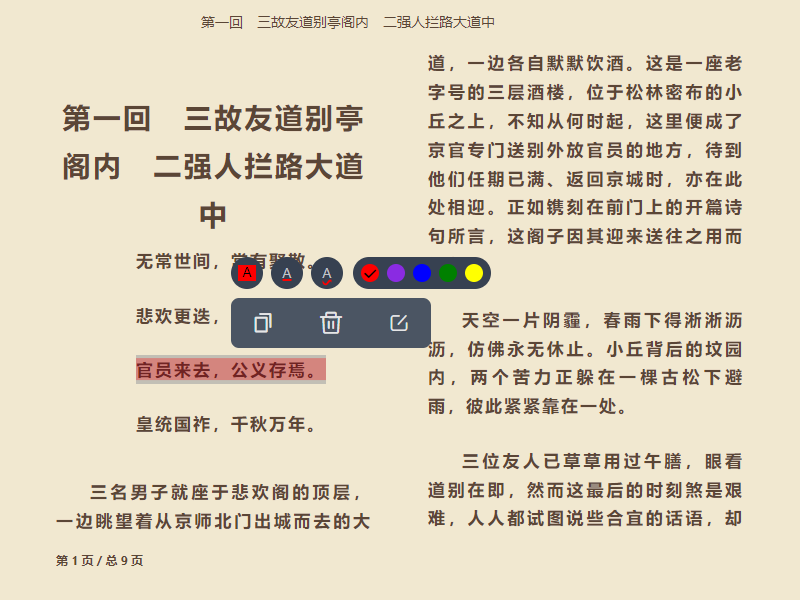 第一回　三故友道别亭阁内　二强人拦路大道中
第一回　三故友道别亭
阁内　二强人拦路大道
中
无常世间，常有聚散。
A
A
A
悲欢更迭，
官员来去，公义存焉。
皇统国祚，千秋万年。
三名男子就座于悲欢阁的顶层，
一边眺望着从京师北门出城而去的大
第 1 页 / 总 9 页
道，一边各自默默饮酒。这是一座老
字号的三层酒楼，位于松林密布的小
丘之上，不知从何时起，这里便成了
京官专门送别外放官员的地方，待到
他们任期已满、返回京城时，亦在此
处相迎。正如镌刻在前门上的开篇诗
句所言，这阁子因其迎来送往之用而
天空一片阴霾，春雨下得淅淅沥
沥，仿佛永无休止。小丘背后的坟园
内，两个苦力正躲在一棵古松下避
雨，彼此紧紧靠在一处。
三位友人已草草用过午膳，眼看
道别在即，然而这最后的时刻煞是艰
难，人人都试图说些合宜的话语，却